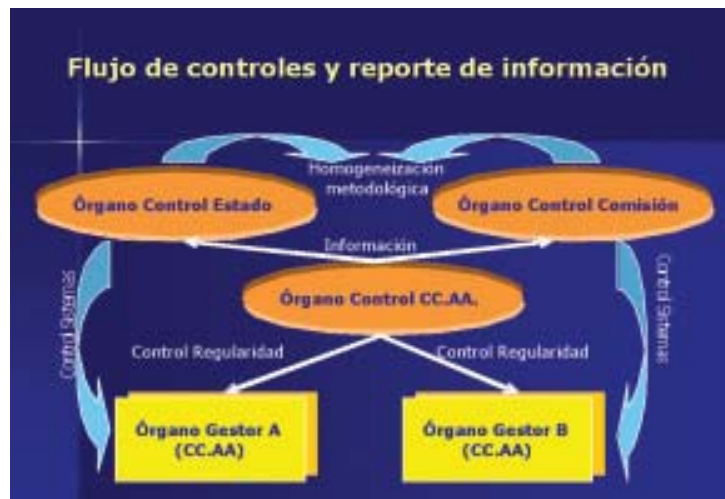 Flujo de controles y reporte de información
Homogeneización
metodológica
Órgano Control Estado
Órgano Control Comisión
Información
Órgano Control CC.AA.
Control Sistemas
Control Sistemas
Control Regularidad
Control Regularidad
Órgano Gestor A
(CC.AA)
Órgano Gestor B
(CC.AA)